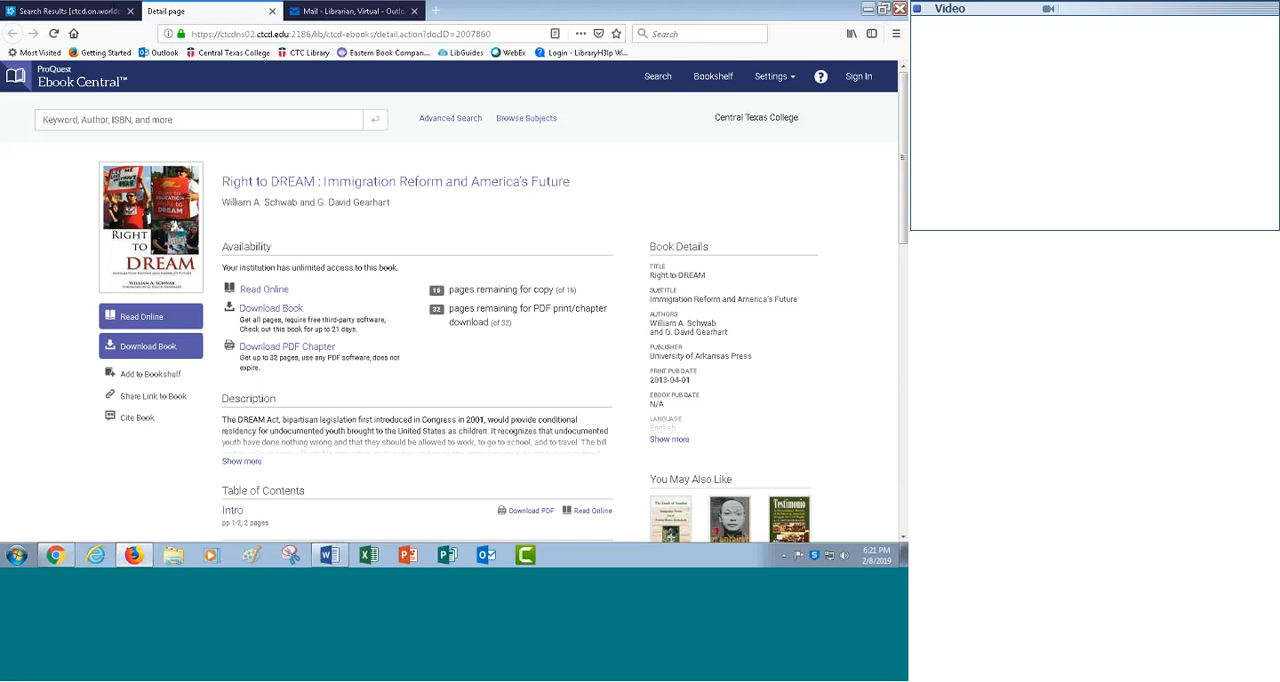 Search Results [ctcd.on.world
Detail page
Mail - Librarian, Virtual - Outlo
Video
https://ctcdns02.ctcd.edu:2186/lib/ctcd-ebooks/detail.action?docID=2007860
Search
Most Visited
Getting Started
Outlook
Central Texas College
CTC Library
Eastern Book Compan...
LibGuides
WebEx
Login - LibraryH3lp W...
ProQuest
Ebook Central™
Search
Bookshelf
Settings
Sign In
Keyword, Author, ISBN, and more
Advanced Search
Browse Subjects
Central Texas College
RIGHT
TO
DREAM
IMMIGRATION REFORM AND AMERICA'S FUTURE
WILLIAM A. SCHWAB
Right to DREAM : Immigration Reform and America's Future
William A. Schwab and G. David Gearhart
Availability
Your institution has unlimited access to this book.
Read Online
Download Book
Get all pages, require free third-party software,
Check out this book for up to 21 days.
Download PDF Chapter
Get up to 32 pages, use any PDF software, does not
expire.
16 pages remaining for copy (of 16)
32 pages remaining for PDF print/chapter
download (of 32)
Read Online
Download Book
Add to Bookshelf
Share Link to Book
Cite Book
Description
The DREAM Act, bipartisan legislation first introduced in Congress in 2001, would provide conditional
residency for undocumented youth brought to the United States as children. It recognizes that undocumented
youth have done nothing wrong and that they should be allowed to work, to go to school, and to travel. The bill
Show more
Table of Contents
Intro
pp 1-2; 2 pages
Download PDF
Read Online
Book Details
TITLE
Right to DREAM
SUBTITLE
Immigration Reform and America's Future
AUTHORS
William A. Schwab
and G. David Gearhart
PUBLISHER
University of Arkansas Press
PRINT PUB DATE
2013-04-01
EBOOK PUB DATE
N/A
LANGUAGE
English
Show more
You May Also Like
Testimonio
6:21 PM
2/8/2019